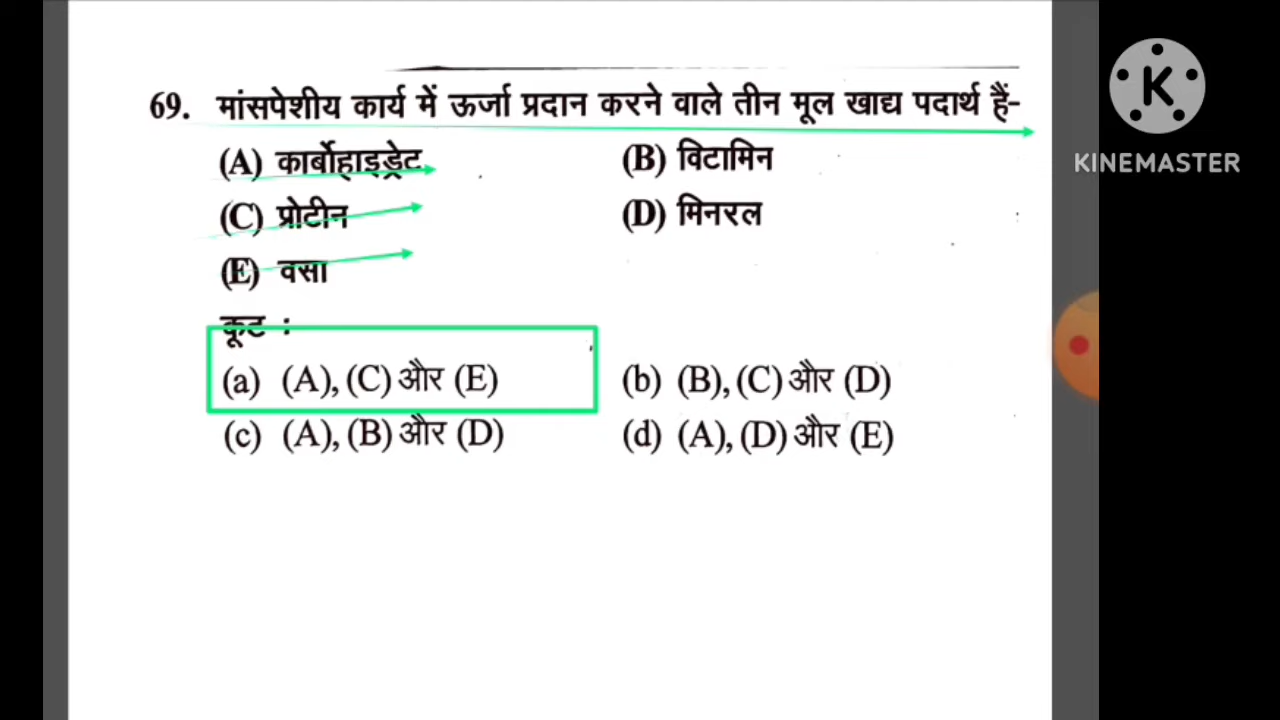 69. मांसपेशीय कार्य में ऊर्जा प्रदान करने वाले तीन मूल खाद्य पदार्थ हैं-
(A) कार्बोहाइड्रेट (B) विटामिन
(C) प्रोटीन (D) मिनरल
(E) वसा
कूट :
(a) (A), (C) और (E) (b) (B), (C) और (D)
(c) (A), (B) और (D) (d) (A), (D) और (E)
K
KINEMASTER